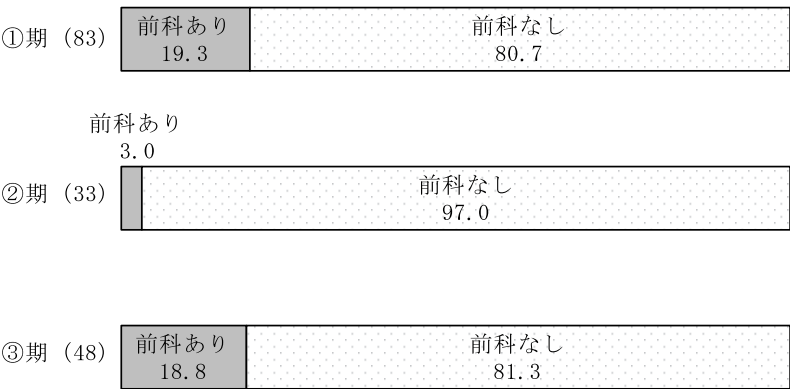 ①期 (83) 前科あり 前科なし
19.3 80.7
前科あり
3.0
②期 (33) 前科なし
97.0
③期 (48) 前科あり 前科なし
18.8 81.3